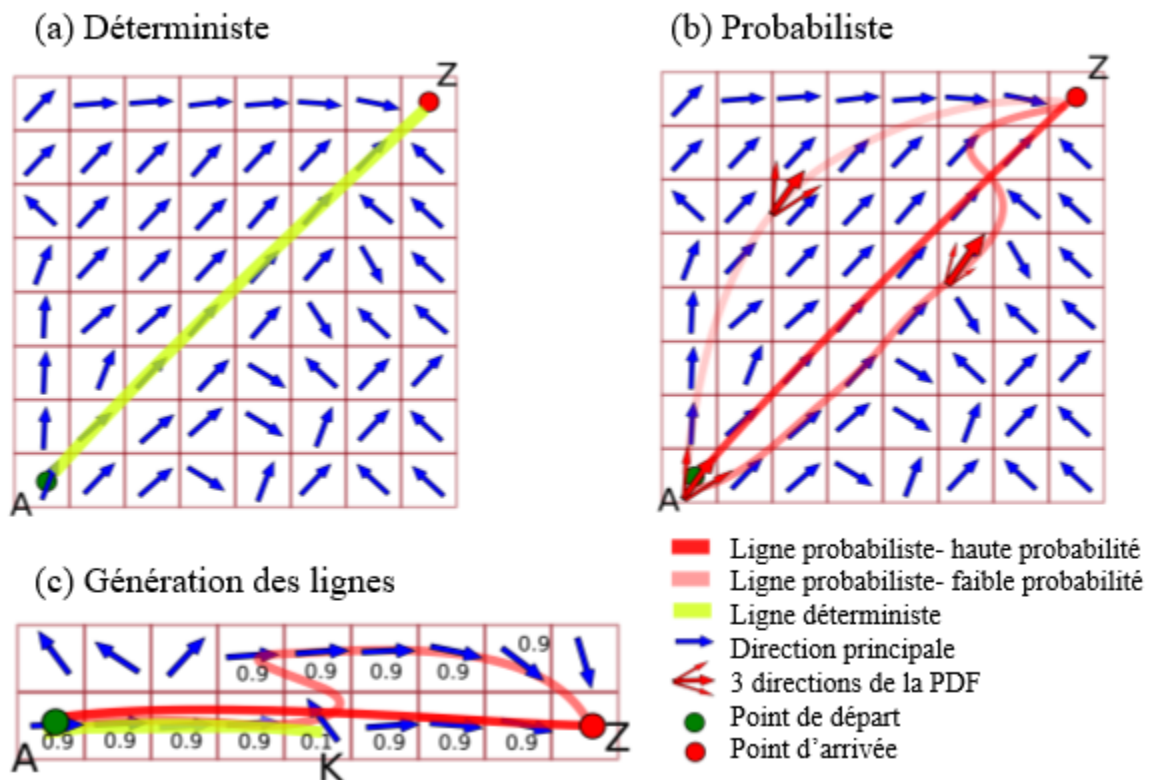 (a) Déterministe
Z
A
(b) Probabiliste
Z
A
(c) Génération des lignes
0.9
0.9 0.9 0.9 0.9
0.9 0.9 0.9 0.9 0.1 0.9 0.9 0.9
A
K
Z
Ligne probabiliste- haute probabilité
Ligne probabiliste- faible probabilité
Ligne déterministe
Direction principale
3 directions de la PDF
Point de départ
Point d’arrivée